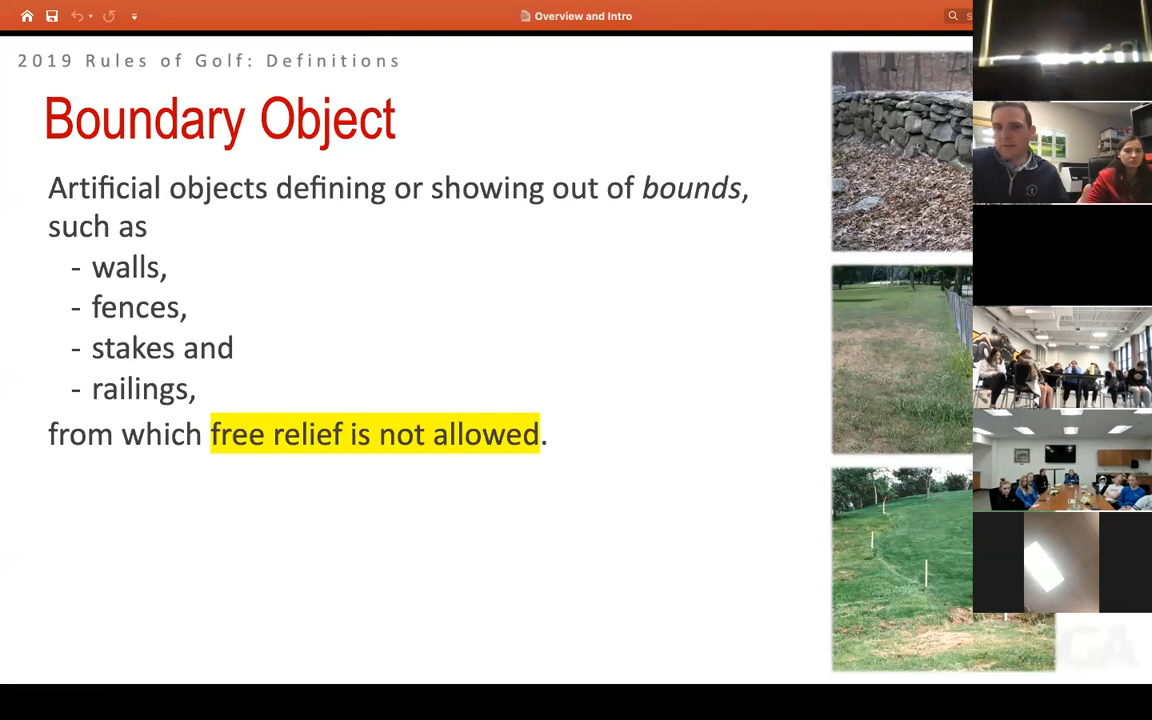 Overview and Intro
2019 Rules of Golf: Definitions
Boundary Object
Artificial objects defining or showing out of bounds,
such as
- walls,
- fences,
- stakes and
- railings,
from which free relief is not allowed.
GA